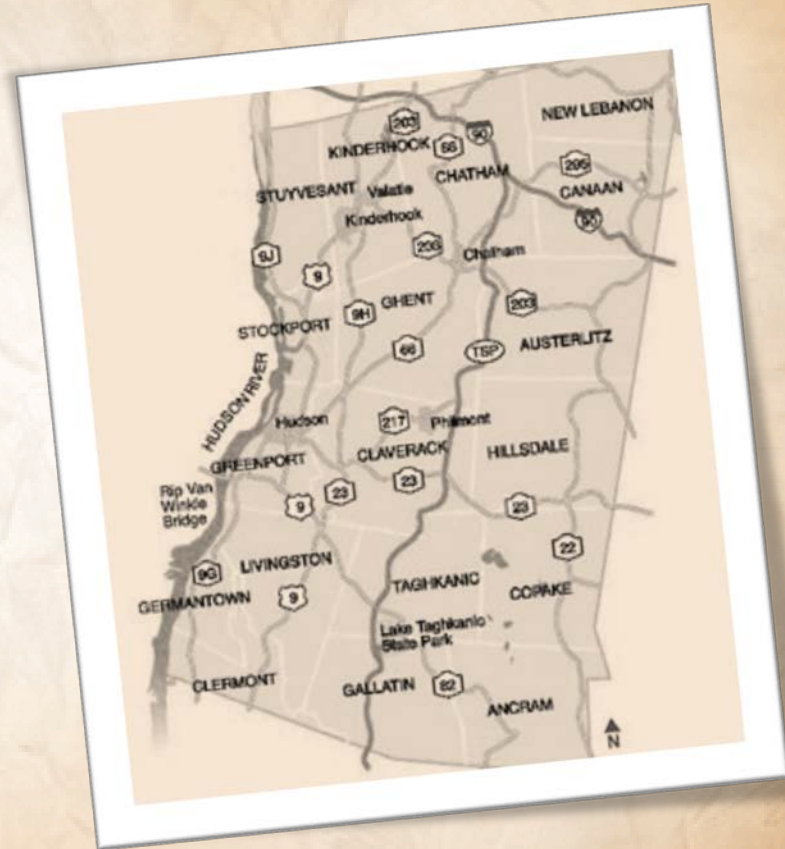 NEW LEBANON
203
90
KINDERHOOK
66
295
CHATHAM
STUYVESANT
Valatie
CANAAN
Kinderhook
90
203
9J
Chatham
9
203
GHENT
9H
STOCKPORT
66
TSP
AUSTERLITZ
HUDSON RIVER
Hudson
217
Philmont
CLAVERACK
HILLSDALE
GREENPORT
23
Rip Van
Winkle
Bridge
23
9
23
22
LIVINGSTON
9G
TAGHKANIC
COPAKE
GERMANTOWN
9
Lake Taghkanic
State Park
CLERMONT
GALLATIN
82
ANCRAM
N